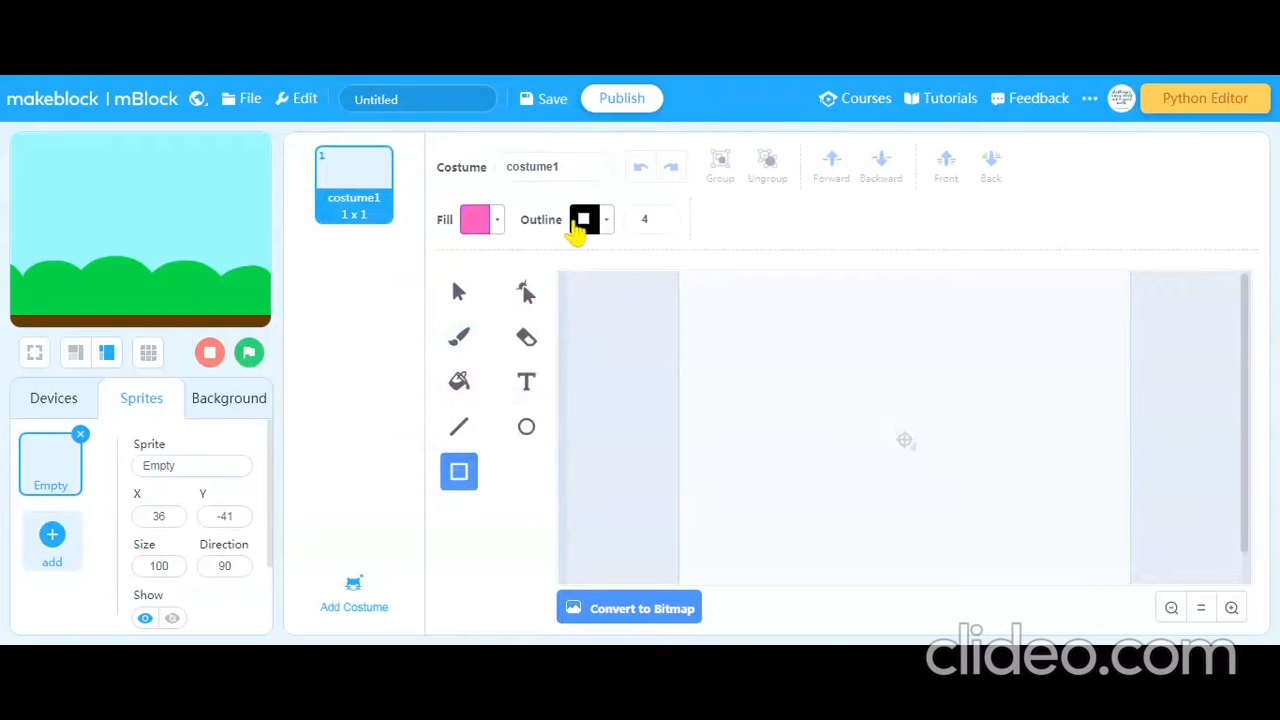 makeblock | mBlock File Edit Untitled Save Publish Courses Tutorials Feedback ••• Python Editor
1
costume1
1 x 1
Costume costume1 Group Ungroup Forward Backward Front Back
Fill Outline 4
Devices Sprites Background
Empty
add
Sprite
Empty
X Y
36 -41
Size Direction
100 90
Show
T
Add Costume
Convert to Bitmap
clideo.com